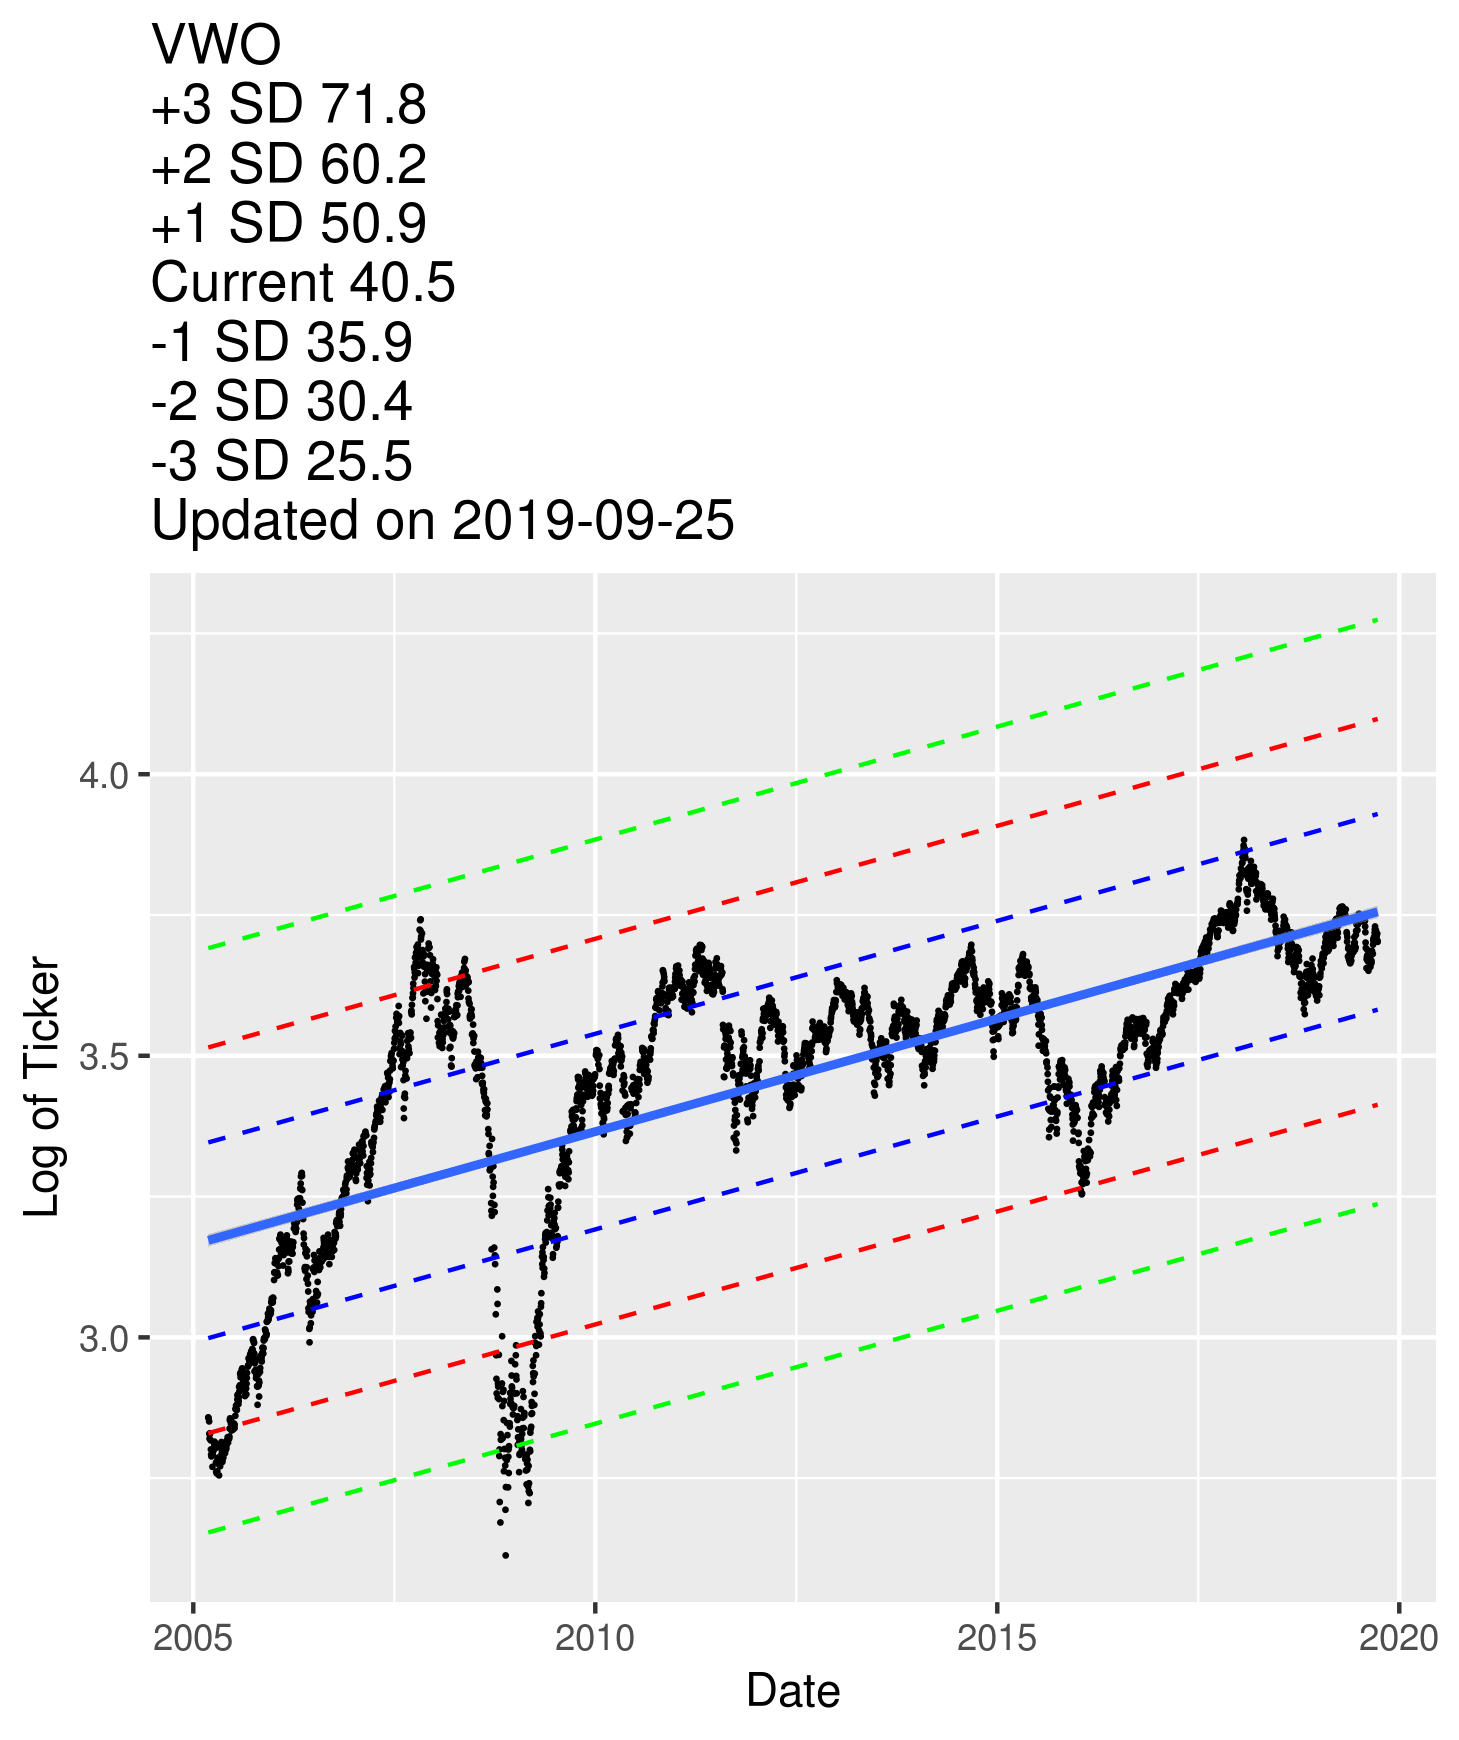 VWO
+3 SD 71.8
+2 SD 60.2
+1 SD 50.9
Current 40.5
-1 SD 35.9
-2 SD 30.4
-3 SD 25.5
Updated on 2019-09-25
Log of Ticker
4.0
3.5
3.0
2005 2010 2015 2020
Date